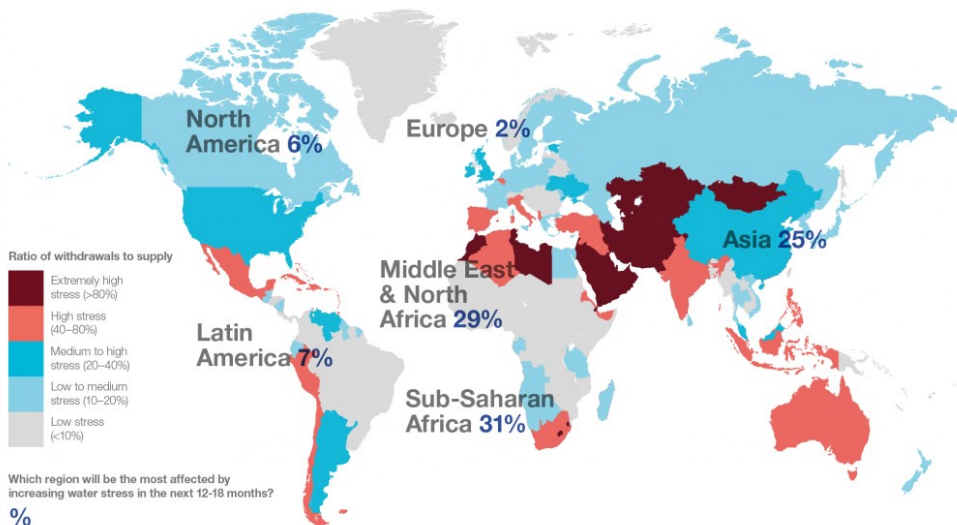 North
America 6%
Europe 2%
Asia 25%
Middle East
& North
Africa 29%
Latin
America 7%
Sub-Saharan
Africa 31%
Ratio of withdrawals to supply
Extremely high
stress (>80%)
High stress
(40–80%)
Medium to high
stress (20–40%)
Low to medium
stress (10–20%)
Low stress
(<10%)
Which region will be the most affected by
increasing water stress in the next 12-18 months?
%